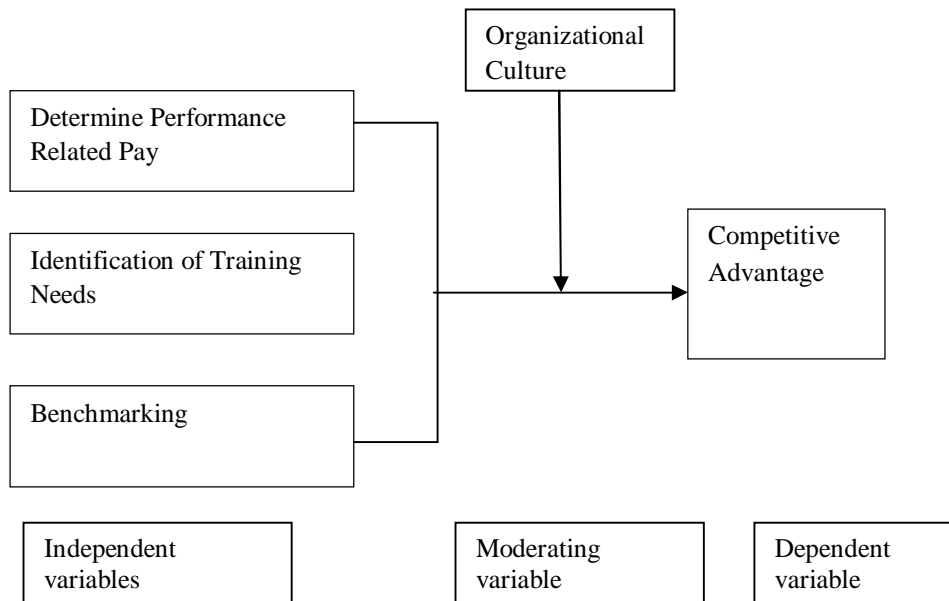 Organizational
Culture
Determine Performance
Related Pay
Identification of Training
Needs
Competitive
Advantage
Benchmarking
Independent
variables
Moderating
variable
Dependent
variable